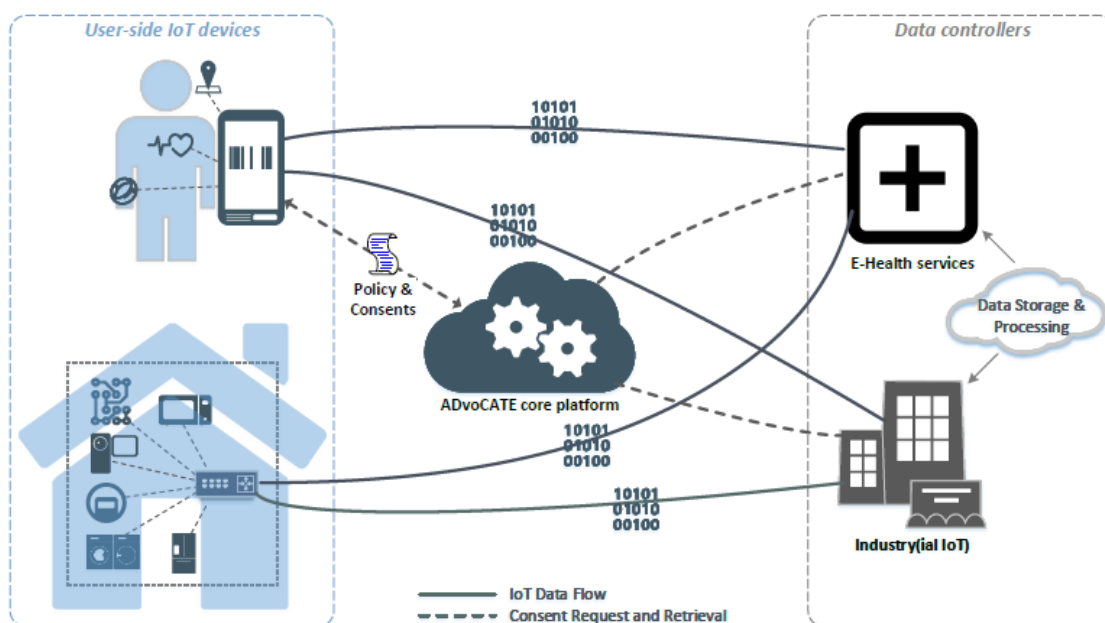 User-side IoT devices
Data controllers
10101
01010
00100
10101
01010
00100
Policy &
Consents
E-Health services
Data Storage &
Processing
ADvoCATE core platform
10101
01010
00100
10101
01010
00100
Industry(ial IoT)
IoT Data Flow
Consent Request and Retrieval